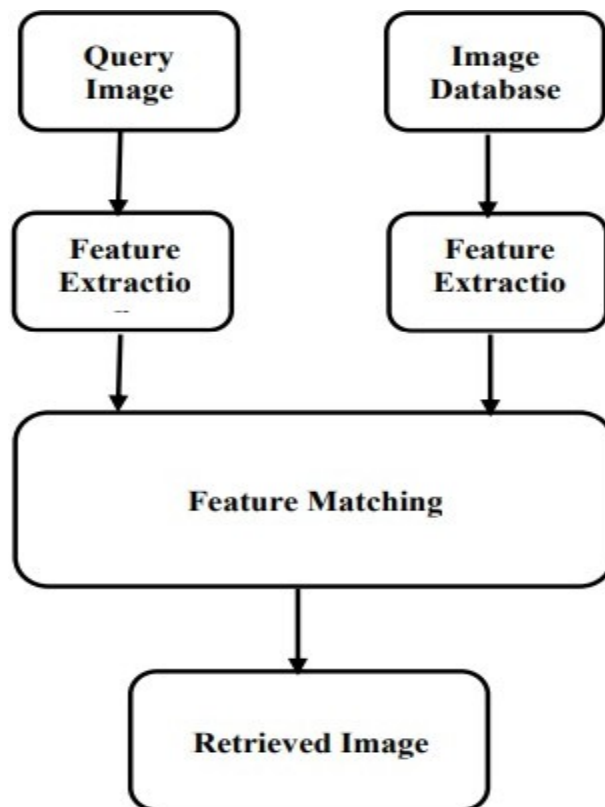 Query
Image
Image
Database
Feature
Extractio
Feature
Extractio
Feature Matching
Retrieved Image